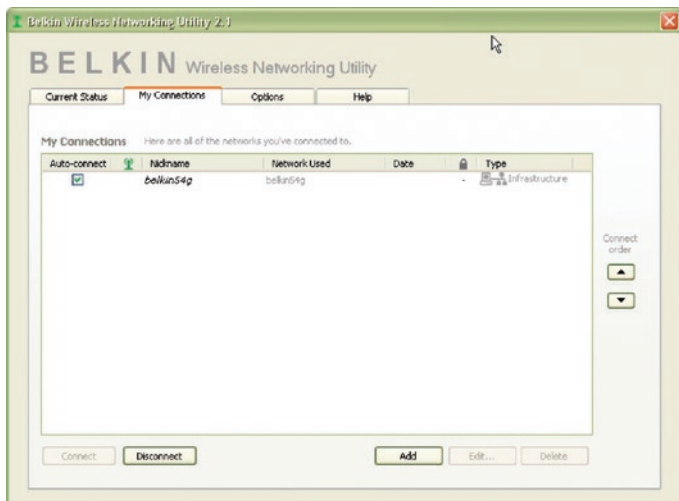 Belkin Wireless Networking Utility 2.1
BELKIN Wireless Networking Utility
Current Status My Connections Options Help
My Connections Here are all of the networks you've connected to.
Auto-connect Nickname Network Used Date Type
belkin54g belkin54g - Infrastructure
Connect order
Connect Disconnect Add Edit... Delete